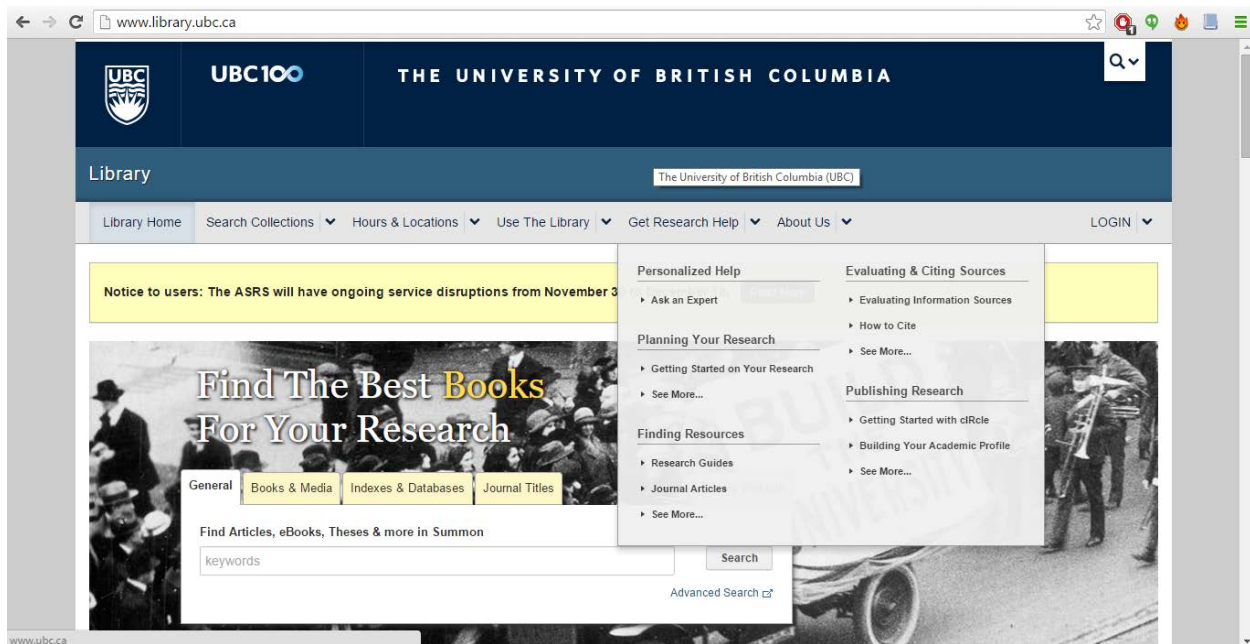 www.library.ubc.ca
UBC
UBC100
THE UNIVERSITY OF BRITISH COLUMBIA
Library
The University of British Columbia (UBC)
Library Home
Search Collections
Hours & Locations
Use The Library
Get Research Help
About Us
LOGIN
Notice to users: The ASRS will have ongoing service disruptions from November 3
Personalized Help
Ask an Expert
Planning Your Research
Getting Started on Your Research
See More...
Finding Resources
Research Guides
Journal Articles
See More...
Evaluating & Citing Sources
Evaluating Information Sources
How to Cite
See More...
Publishing Research
Getting Started with cIRcle
Building Your Academic Profile
See More...
Find The Best Books
For Your Research
General
Books & Media
Indexes & Databases
Journal Titles
Find Articles, eBooks, Theses & more in Summon
keywords
Search
Advanced Search
BUILD
UNIVERSITY
www.ubc.ca